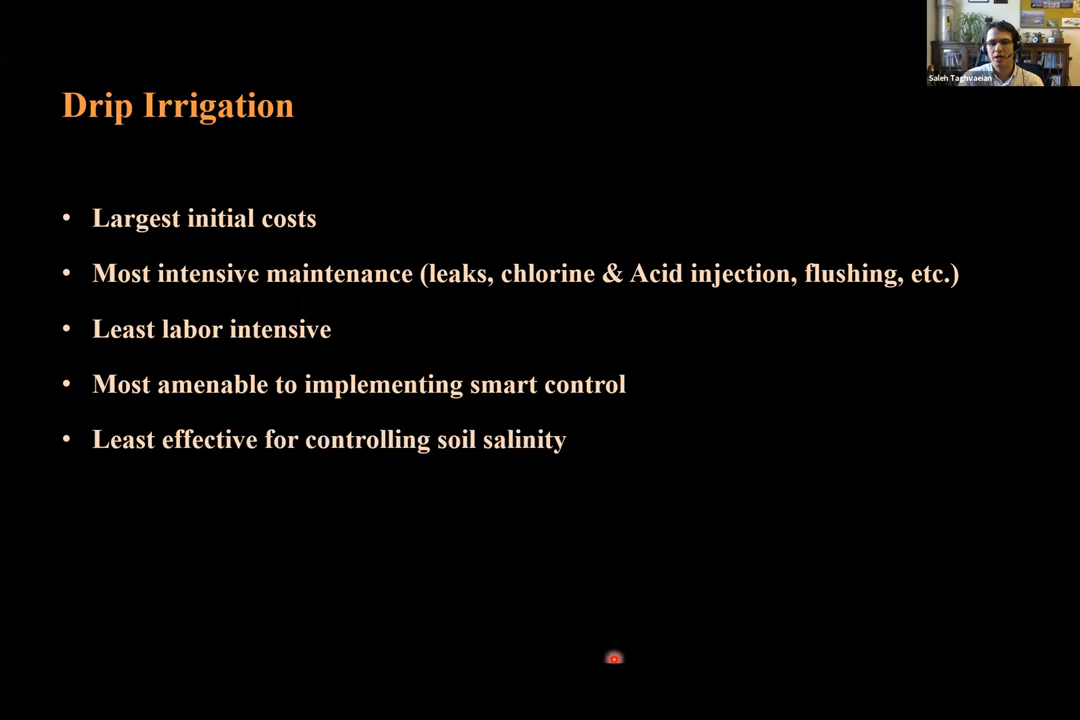 Saleh Taghvaeian
Drip Irrigation
• Largest initial costs
• Most intensive maintenance (leaks, chlorine & Acid injection, flushing, etc.)
• Least labor intensive
• Most amenable to implementing smart control
• Least effective for controlling soil salinity